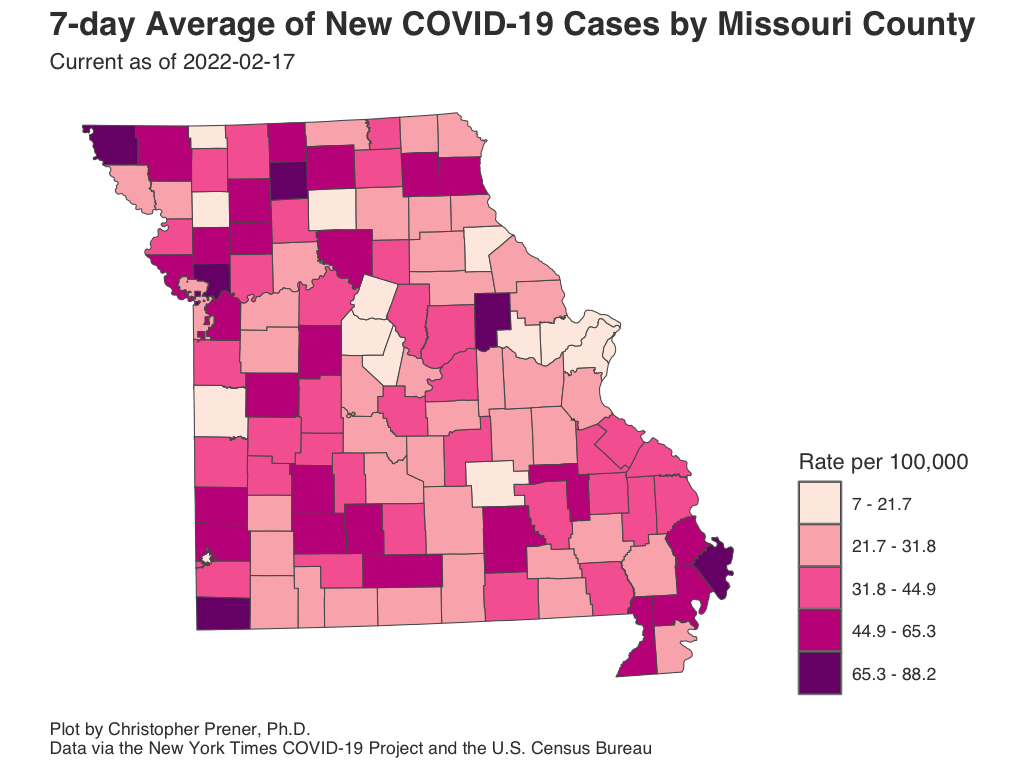 7-day Average of New COVID-19 Cases by Missouri County
Current as of 2022-02-17
Rate per 100,000
7 - 21.7
21.7 - 31.8
31.8 - 44.9
44.9 - 65.3
65.3 - 88.2
Plot by Christopher Prener, Ph.D.
Data via the New York Times COVID-19 Project and the U.S. Census Bureau